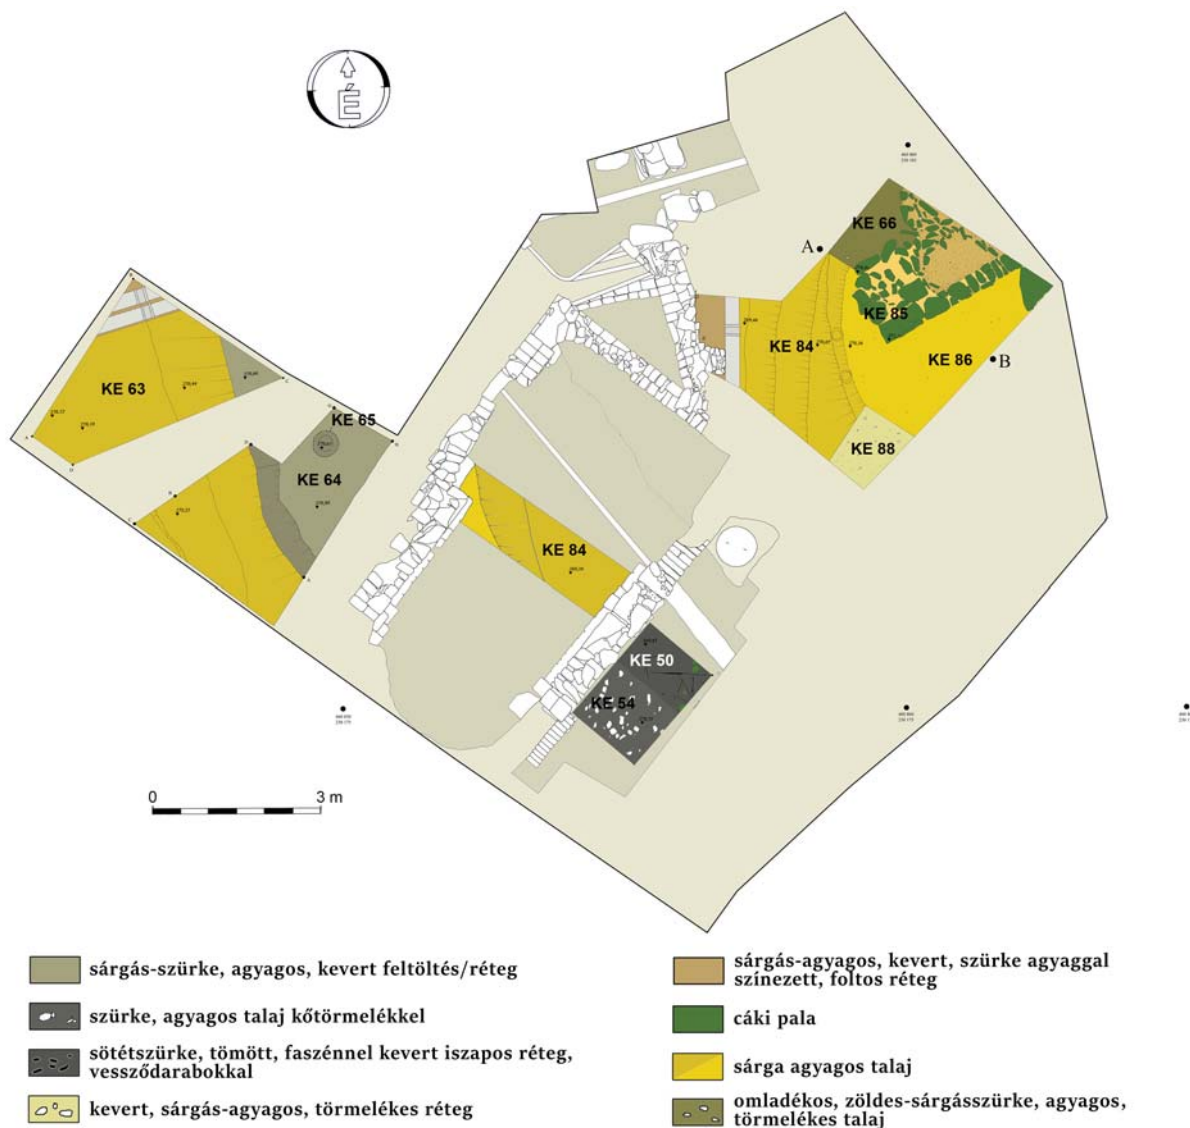 É
KE 66
A
KE 85
KE 84
KE 86
B
KE 63
KE 65
KE 64
KE 88
KE 84
KE 50
KE 54
0 3 m
sárgás-szürke, agyagos, kevert feltöltés/réteg
szürke, agyagos talaj kőtörmelékkel
sötétszürke, tömött, faszénnel kevert iszapos réteg,
vessződarabokkal
kevert, sárgás-agyagos, törmelékes réteg
sárgás-agyagos, kevert, szürke agyaggal
színezett, foltos réteg
cáki pala
sárga agyagos talaj
omladékos, zöldes-sárgásszürke, agyagos,
törmelékes talaj